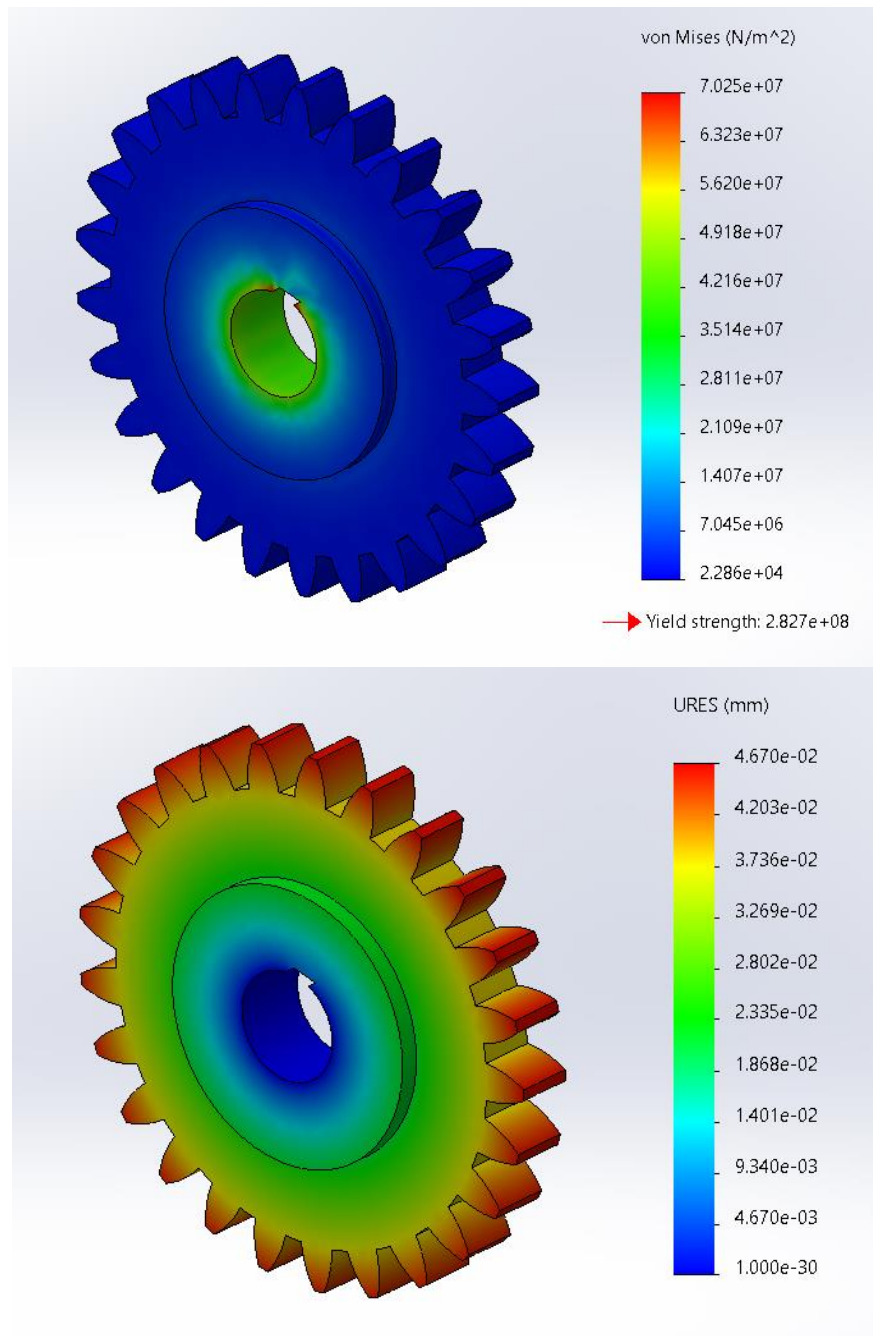 von Mises (N/m^2)
7.025e+07
6.323e+07
5.620e+07
4.918e+07
4.216e+07
3.514e+07
2.811e+07
2.109e+07
1.407e+07
7.045e+06
2.286e+04
Yield strength: 2.827e+08
URES (mm)
4.670e-02
4.203e-02
3.736e-02
3.269e-02
2.802e-02
2.335e-02
1.868e-02
1.401e-02
9.340e-03
4.670e-03
1.000e-30